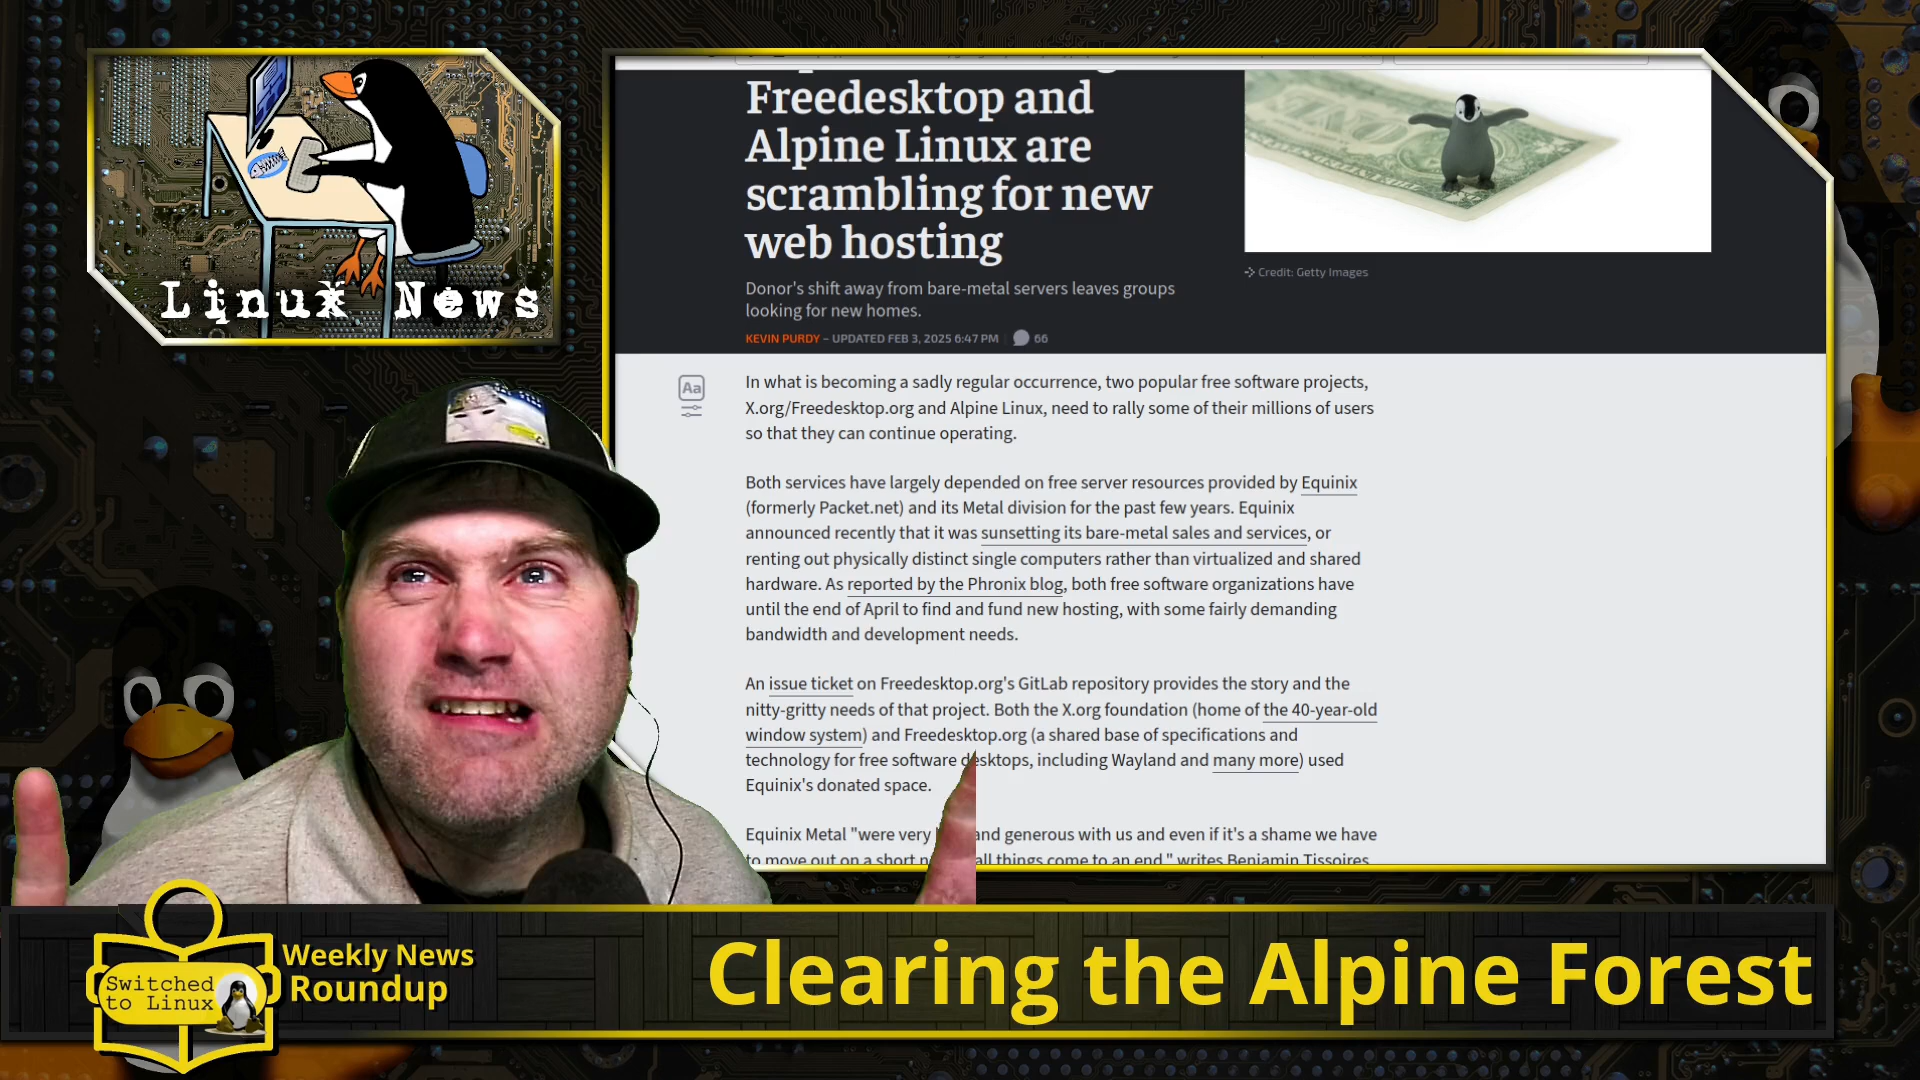 Linux News
Freedesktop and
Alpine Linux are
scrambling for new
web hosting
Donor's shift away from bare-metal servers leaves groups
looking for new homes.
KEVIN PURDY – UPDATED FEB 3, 2025 6:47 PM 66
Credit: Getty Images
Aa
In what is becoming a sadly regular occurrence, two popular free software projects,
X.org/Freedesktop.org and Alpine Linux, need to rally some of their millions of users
so that they can continue operating.
Both services have largely depended on free server resources provided by Equinix
(formerly Packet.net) and its Metal division for the past few years. Equinix
announced recently that it was sunsetting its bare-metal sales and services, or
renting out physically distinct single computers rather than virtualized and shared
hardware. As reported by the Phronix blog, both free software organizations have
until the end of April to find and fund new hosting, with some fairly demanding
bandwidth and development needs.
An issue ticket on Freedesktop.org's GitLab repository provides the story and the
nitty-gritty needs of that project. Both the X.org foundation (home of the 40-year-old
window system) and Freedesktop.org (a shared base of specifications and
technology for free software desktops, including Wayland and many more) used
Equinix's donated space.
Equinix Metal "were very and generous with us and even if it's a shame we have
to move out on a short all things come to an end," writes Benjamin Tissoires
Switched
to Linux
Weekly News
Roundup
Clearing the Alpine Forest